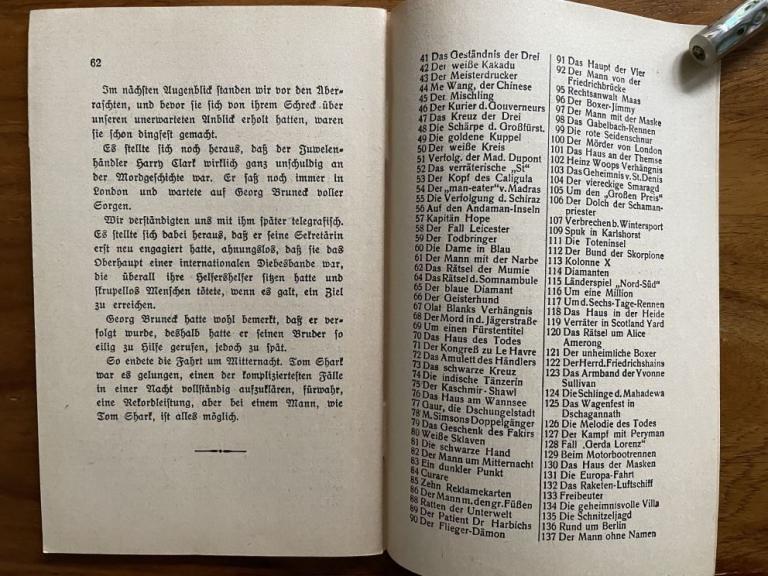 62
Im nächsten Augenblick standen wir vor den Über-
raschten, und bevor sie sich von ihrem Schreck über
unseren unerwarteten Anblick erholt hatten, waren
sie schon dingfest gemacht.
Es stellte sich noch heraus, daß der Juwelen-
händler Harry Clark wirklich ganz unschuldig an
der Mordgeschichte war. Er saß noch immer in
London und wartete auf Georg Bruneck voller
Sorgen.
Wir verständigten uns mit ihm später telegrafisch.
Es stellte sich dabei heraus, daß er seine Sekretärin
erst neu engagiert hatte, ahnungslos, daß sie das
Oberhaupt einer internationalen Diebesbande war,
die überall ihre Helfershelfer sitzen hatte und
skrupellos Menschen tötete, wenn es galt, ein Ziel
zu erreichen.
Georg Bruneck hatte wohl bemerkt, daß er ver-
folgt wurde, deshalb hatte er seinen Bruder so
eilig zu Hilfe gerufen, jedoch zu spät.
So endete die Fahrt um Mitternacht. Tom Shark
war es gelungen, einen der kompliziertesten Fälle
in einer Nacht vollständig aufzuklären, fürwahr,
eine Rekordleistung, aber bei einem Mann, wie
Tom Shark, ist alles möglich.
41 Das Geständnis der Drei
42 Der weiße Kakadu
43 Der Meisterdrucker
44 Me Wang, der Chinese
45 Der Mischling
46 Der Kurier d. Gouverneurs
47 Das Kreuz der Drei
48 Die Schärpe d. Großfürst.
49 Die goldene Kuppel
50 Der weiße Kreis
51 Verfolg. der Mad. Dupont
52 Das verräterische „St"
53 Der Kopf des Caligula
54 Der „man-eater" v. Madras
55 Die Verfolgung d. Schiraz
56 Auf den Andaman-Inseln
57 Kapitän Hope
58 Der Fall Leicester
59 Der Todbringer
60 Die Dame in Blau
61 Der Mann mit der Narbe
62 Das Rätsel der Mumie
64 Das Rätsel d. Somnambule
65 Der blaue Diamant
66 Der Geisterhund
67 Olat Blanks Verhängnis
68 Der Mord in d. Jägerstraße
69 Um einen Fürstentitel
70 Das Haus des Todes
71 Der Kongreß zu Le Havre
72 Das Amulett des Händlers
73 Das schwarze Kreuz
74 Die indische Tänzerin
75 Der Kaschmir-Shawl
76 Das Haus am Wannsee
77 Gaur, die Dschungelstadt
78 M. Simsons Doppelgänger
79 Das Geschenk des Fakirs
80 Weiße Sklaven
81 Die schwarze Hand
82 Der Mann um Mitternacht
83 Ein dunkler Punkt
84 Curare
85 Zehn Reklamekarten
86 Der Mann m. den gr. Füßen
88 Ratten der Unterwelt
89 Der Patient Dr Harbichs
90 Der Flieger-Dämon
91 Das Haupt der Vier
92 Der Mann von der
Friedrichbrücke
95 Rechtsanwalt Maas
96 Der Boxer-Jimmy
97 Der Mann mit der Maske
98 Das Gabelbach-Rennen
99 Die rote Seidenschnur
100 Der Mörder von London
101 Das Haus an der Themse
102 Heinz Woops Verhängnis
103 Das Geheimnis v. St. Denis
104 Der viereckige Smaragd
105 Um den „Großen Preis"
106 Der Dolch der Schaman-
priester
107 Verbrechen b. Wintersport
109 Spuk in Karlshorst
111 Die Toteninsel
112 Der Bund der Skorpione
113 Kolonne X
114 Diamanten
115 Länderspiel „Nord-Süd"
116 Um eine Million
117 Um d. Sechs-Tage-Rennen
118 Das Haus in der Heide
119 Verräter in Scotland Yard
120 Das Rätsel um Alice
Amerong
121 Der unheimliche Boxer
122 Der Herr d. Friedrichshains
123 Das Armband der Yvonne
Sullivan
124 Die Schlinge d. Mahadewa
125 Das Wagenfest in
Dschagannath
126 Die Melodie des Todes
127 Der Kampf mit Peryman
128 Fall „Gerda Lorenz"
129 Beim Motorbootrennen
130 Das Haus der Masken
131 Die Europa-Fahrt
132 Das Raketen-Luftschiff
133 Freibeuter
134 Die geheimnisvolle Villa
135 Die Schnitzeljagd
136 Rund um Berlin
137 Der Mann ohne Namen